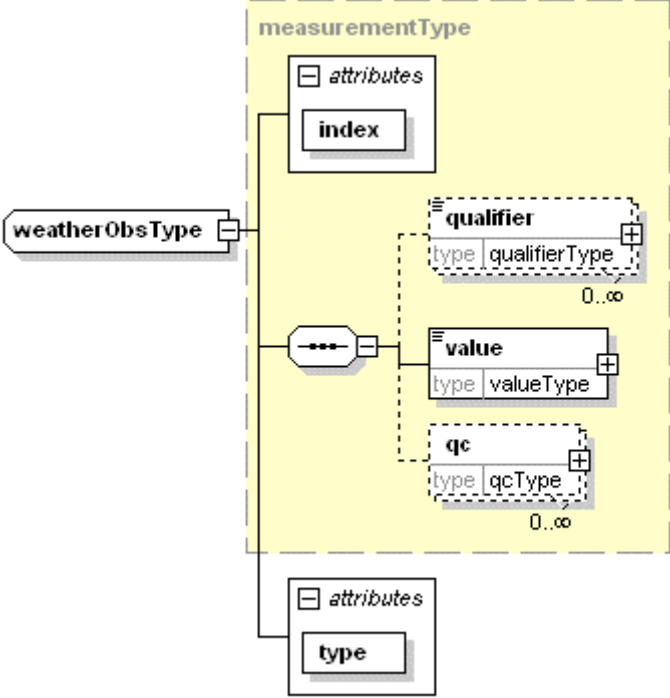 measurementType
attributes
index
weatherObsType
qualifier
type qualifierType
0..∞
value
type valueType
qc
type qcType
0..∞
attributes
type